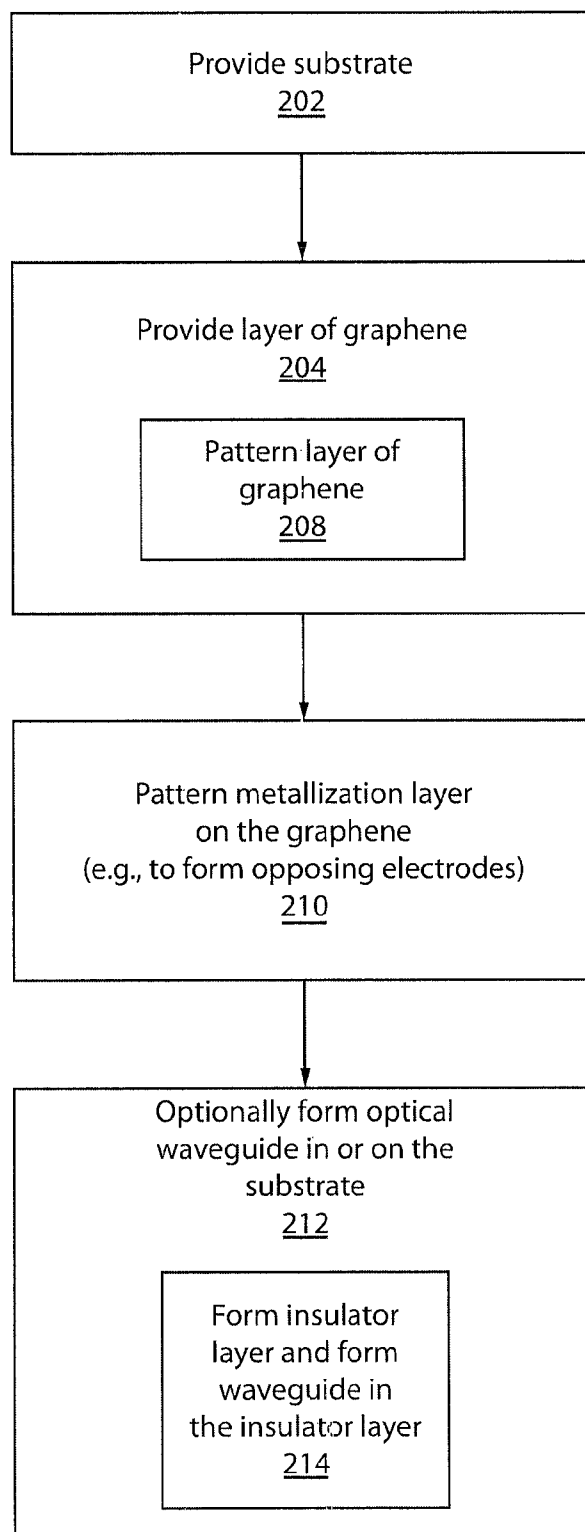 Provide substrate
202
Provide layer of graphene
204
Pattern layer of
graphene
208
Pattern metallization layer
on the graphene
(e.g., to form opposing electrodes)
210
Optionally form optical
waveguide in or on the
substrate
212
Form insulator
layer and form
waveguide in
the insulator layer
214